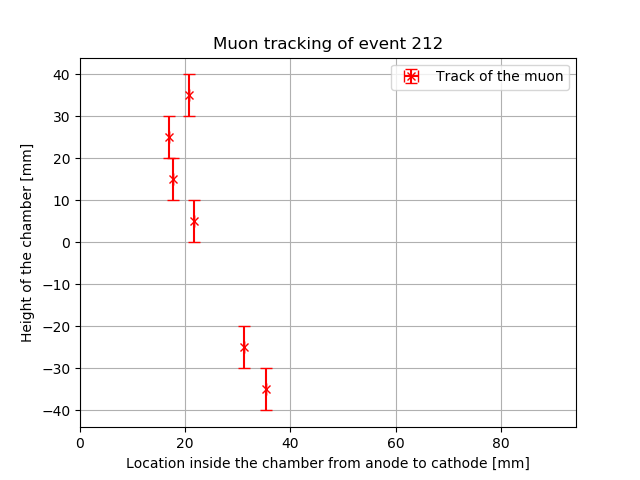 Muon tracking of event 212
Track of the muon
Height of the chamber [mm]
40
30
20
10
0
−10
−20
−30
−40
0 20 40 60 80
Location inside the chamber from anode to cathode [mm]